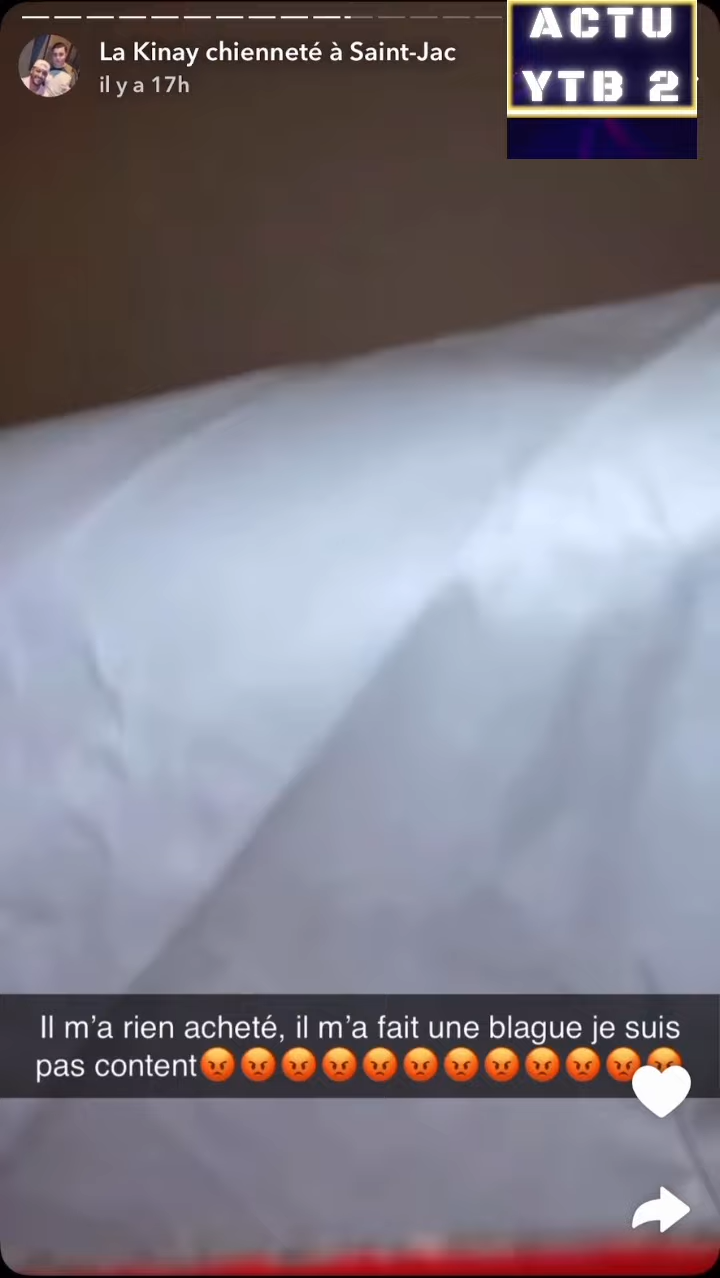 La Kinay chienneté à Saint-Jac
il y a 17h
ACTU
YTB 2
Il m’a rien acheté, il m’a fait une blague je suis
pas content😡😡😡😡😡😡😡😡😡😡😡😡